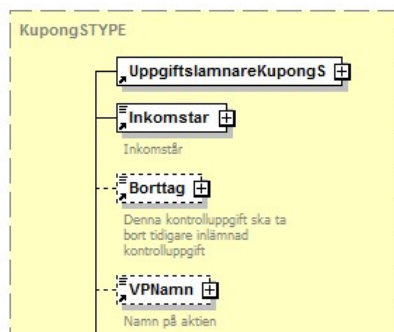 KupongSTYPE
UppgiftslamnareKupongS
Inkomstar
Inkomstår
Borttag
Denna kontrolluppgift ska ta
bort tidigare inlämnad
kontrolluppgift
VPNamn
Namn på aktien